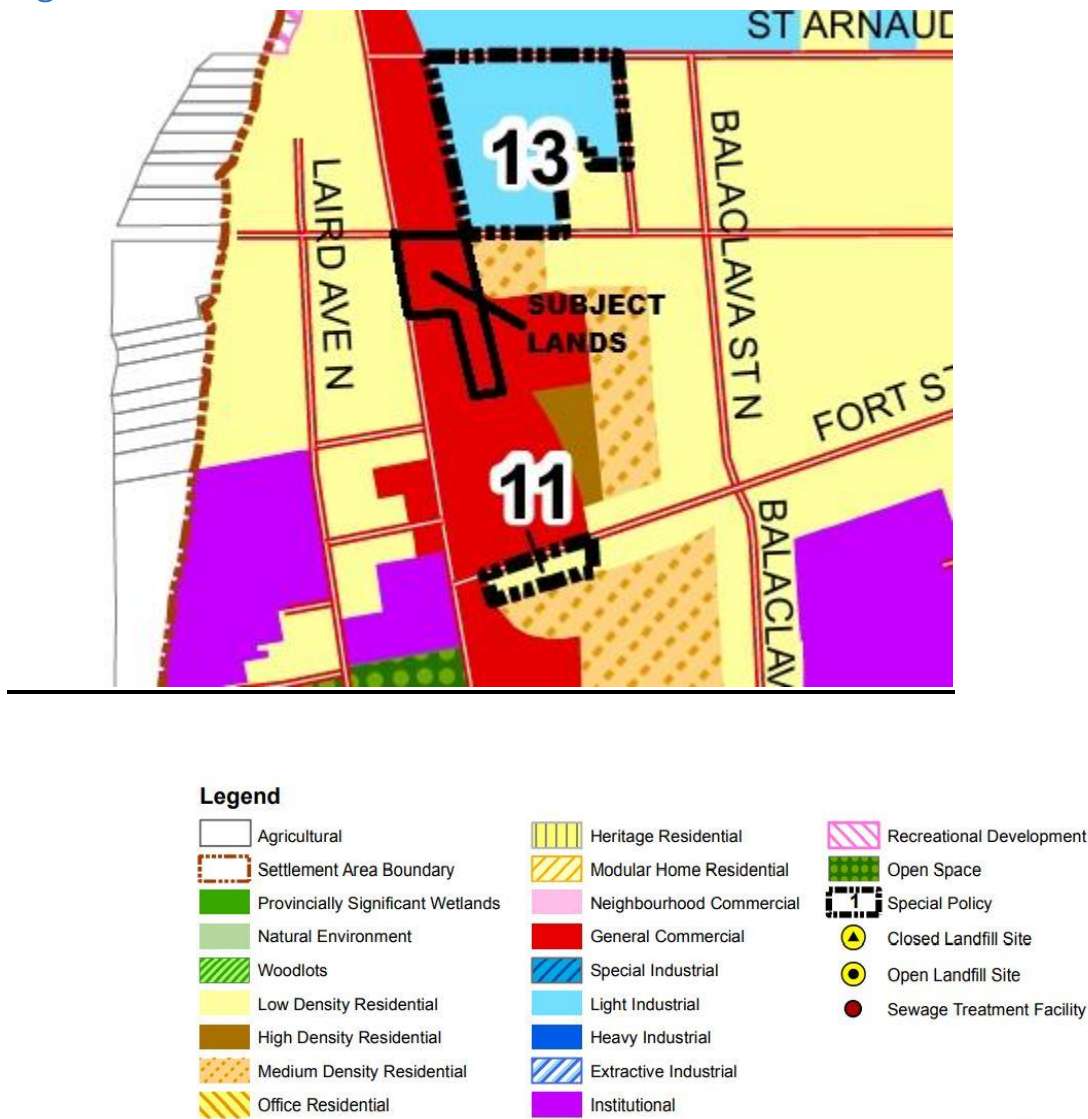 ST ARNAUD
13
LAIRD AVE N
BALACLAVA ST N
SUBJECT
LANDS
FORT S
11
BALACLAV
Legend
Agricultural
Settlement Area Boundary
Provincially Significant Wetlands
Natural Environment
Woodlots
Low Density Residential
High Density Residential
Medium Density Residential
Office Residential
Heritage Residential
Modular Home Residential
Neighbourhood Commercial
General Commercial
Special Industrial
Light Industrial
Heavy Industrial
Extractive Industrial
Institutional
Recreational Development
Open Space
1 Special Policy
Closed Landfill Site
Open Landfill Site
Sewage Treatment Facility